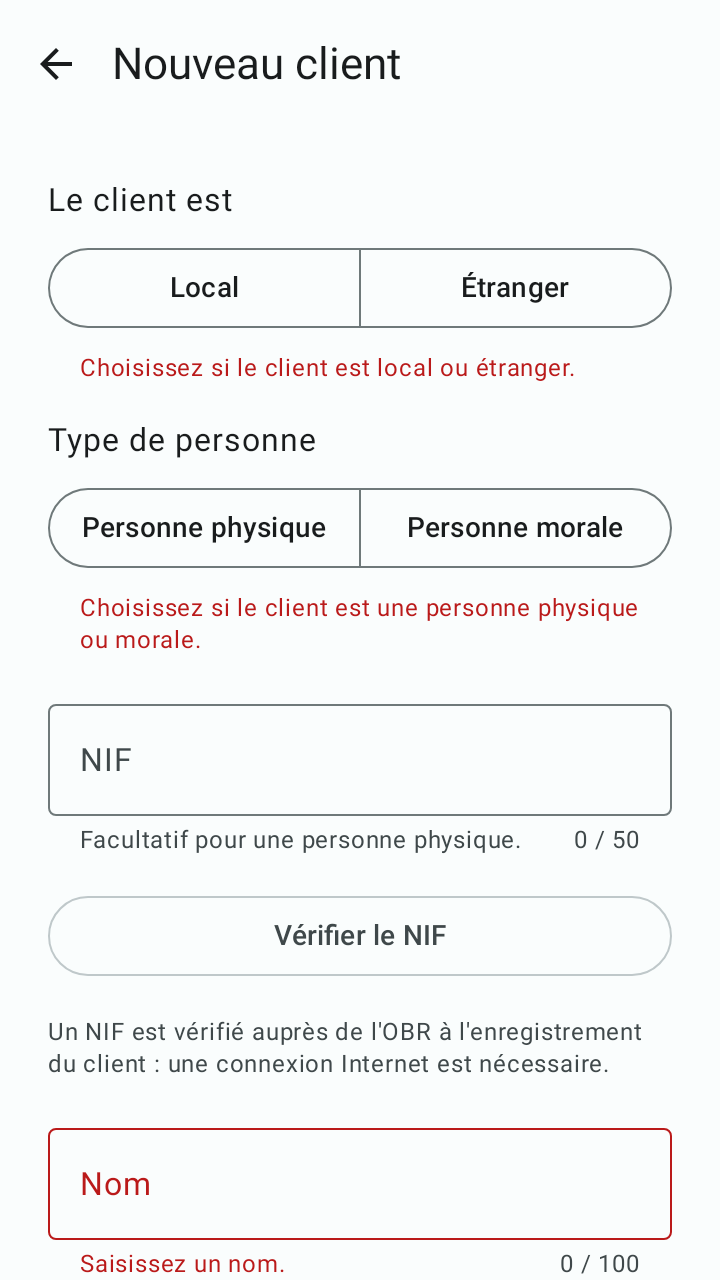 Nouveau client
Le client est
Local
Étranger
Choisissez si le client est local ou étranger.
Type de personne
Personne physique
Personne morale
Choisissez si le client est une personne physique
ou morale.
NIF
Facultatif pour une personne physique.
0 / 50
Vérifier le NIF
Un NIF est vérifié auprès de l'OBR à l'enregistrement
du client : une connexion Internet est nécessaire.
Nom
Saisissez un nom.
0 / 100